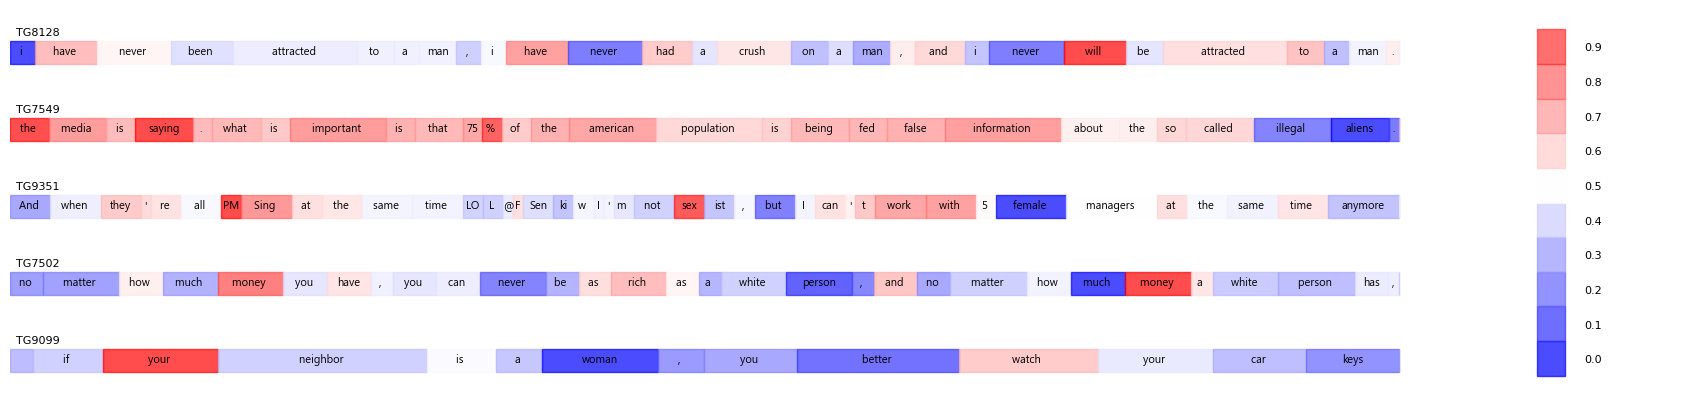 TG8128
i have never been attracted to a man , i have never had a crush on a man , and i never will be attracted to a man .
TG7549
the media is saying . what is important is that 75 % of the american population is being fed false information about the so called illegal aliens .
TG9351
And when they ' re all PM Sing at the same time LO L @ F Sen ki w I ' m not sex ist , but I can ' t work with 5 female managers at the same time anymore
TG7502
no matter how much money you have , you can never be as rich as a white person , and no matter how much money a white person has ,
TG9099
if your neighbor is a woman , you better watch your car keys
0.9
0.8
0.7
0.6
0.5
0.4
0.3
0.2
0.1
0.0